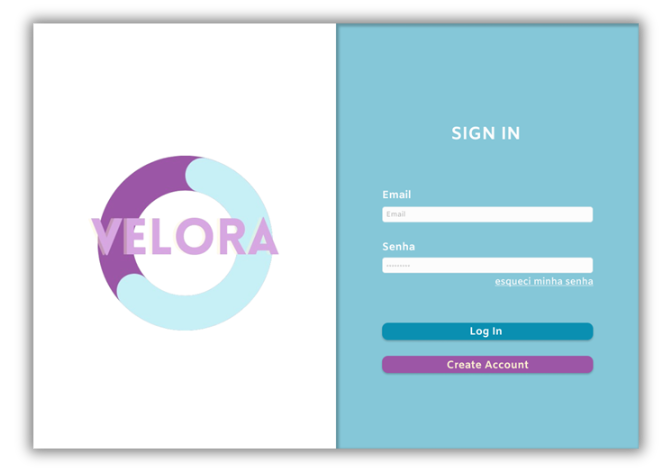 VELORA
SIGN IN
Email
Email
Senha
esqueci minha senha
Log In
Create Account